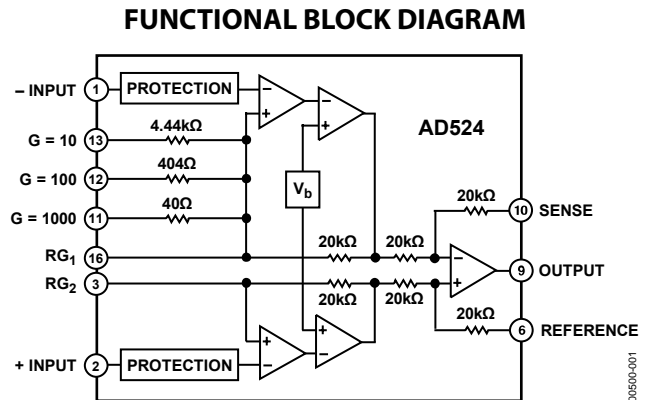 FUNCTIONAL BLOCK DIAGRAM
– INPUT 1 PROTECTION
AD524
G = 10 13 4.44kΩ
G = 100 12 404Ω
G = 1000 11 40Ω
Vb
20kΩ
10 SENSE
RG1 16 20kΩ 20kΩ
RG2 3 20kΩ 20kΩ
9 OUTPUT
20kΩ
6 REFERENCE
+ INPUT 2 PROTECTION
– + – + + – + – – +
00500-001